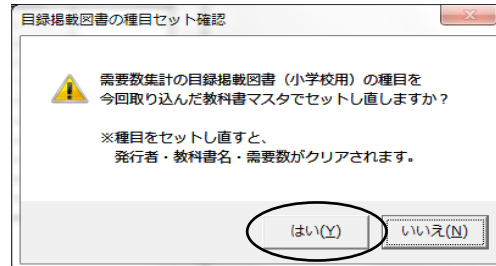 目録掲載図書の種目セット確認
需要数集計の目録掲載図書（小学校用）の種目を
今回取り込んだ教科書マスタでセットし直しますか？
※種目をセットし直すと、
発行者・教科書名・需要数がクリアされます。
はい(Y)
いいえ(N)